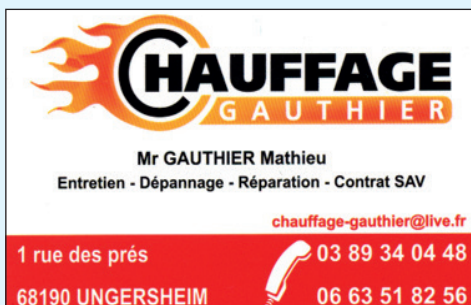 CHAUFFAGE
GAUTHIER
Mr GAUTHIER Mathieu
Entretien - Dépannage - Réparation - Contrat SAV
chauffage-gauthier@live.fr
1 rue des prés
03 89 34 04 48
68190 UNGERSHEIM
06 63 51 82 56